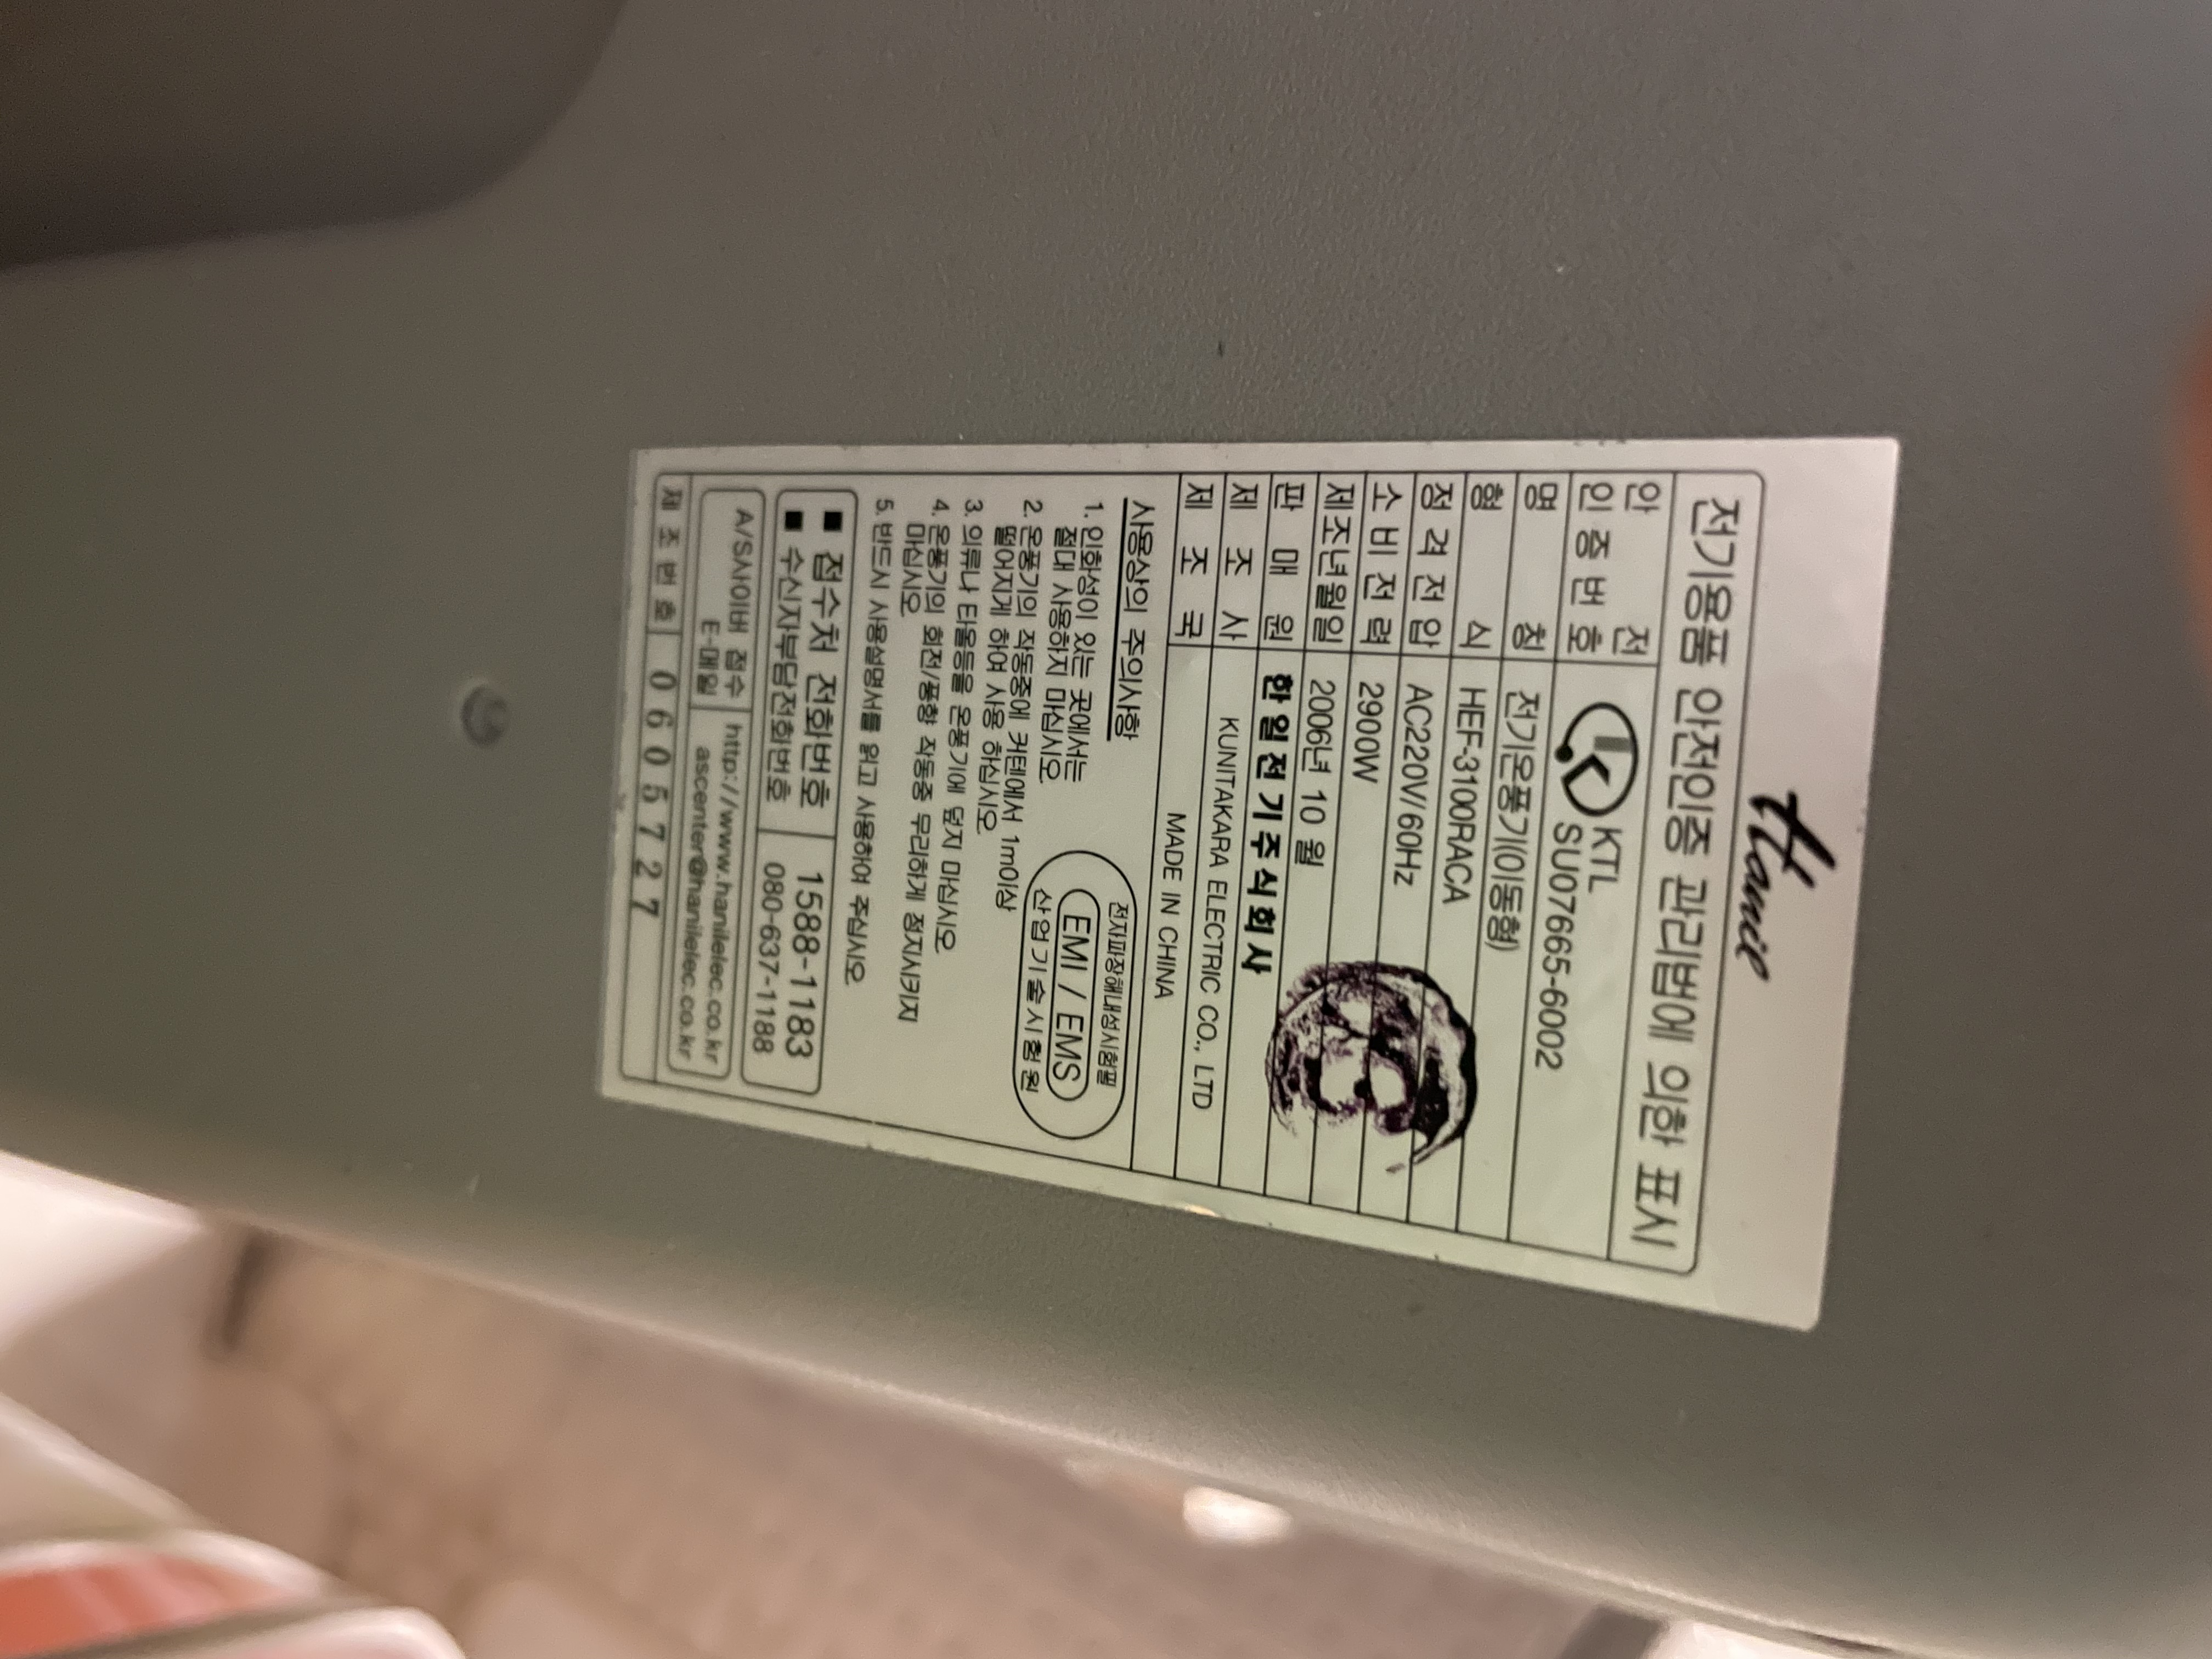 Hanil
전기용품 안전인증 관리법에 의한 표시
안 전 인 증 번 호 KTL SU07665-6002
명 칭 전기온풍기(이동형)
형 식 HEF-3100RACA
정 격 전 압 AC220V/60Hz
소 비 전 력 2900W
제조년월일 2006년 10 월
판 매 원 한일전기주식회사
제 조 사 KUNITAKARA ELECTRIC CO., LTD
제 조 국 MADE IN CHINA
사용상의 주의사항
1. 인화성이 있는 곳에서는
절대 사용하지 마십시오
2. 온풍기의 작동중에 커텐에서 1m이상
떨어지게 하여 사용 하십시오
3. 의류나 타올등을 온풍기에 덮지 마십시오
4. 온풍기의 회전/풍향 작동중 무리하게 정지시키지
마십시오
5. 반드시 사용설명서를 읽고 사용하여 주십시오
전자파장해내성시험필
EMI / EMS
산업기술시험원
■ 접수처 전화번호 1588-1183
■ 수신자부담전화번호 080-637-1188
A/S사이버 접수 http://www.hanilelec.co.kr
E-메일 ascenter@hanilelec.co.kr
제 조 번 호 06057​27